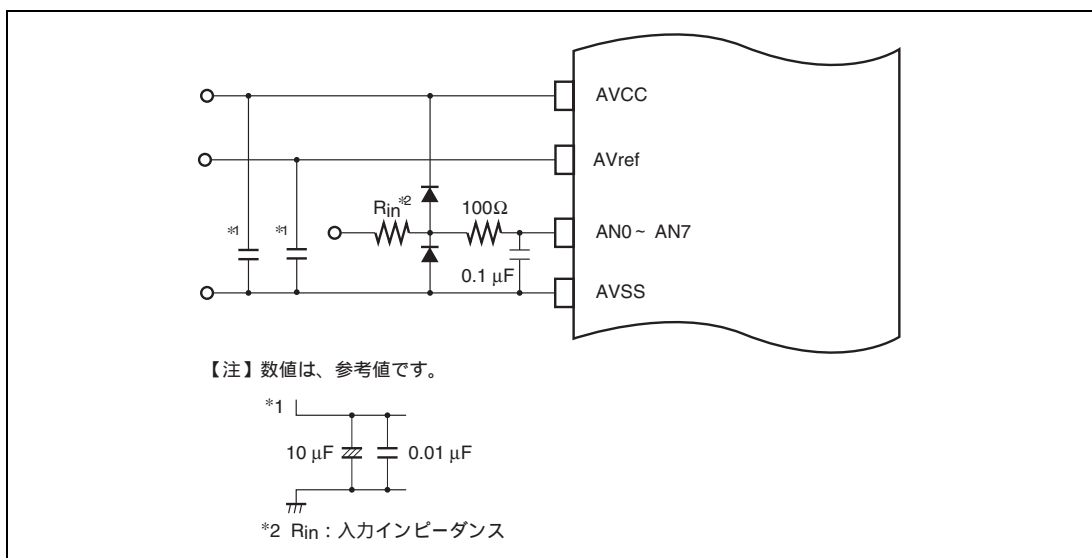 AVCC
AVref
Rin*2
100Ω
*1
*1
AN0~ AN7
0.1 μF
AVSS
【注】数値は、参考値です。
*1
10 μF
0.01 μF
*2 Rin：入力インピーダンス